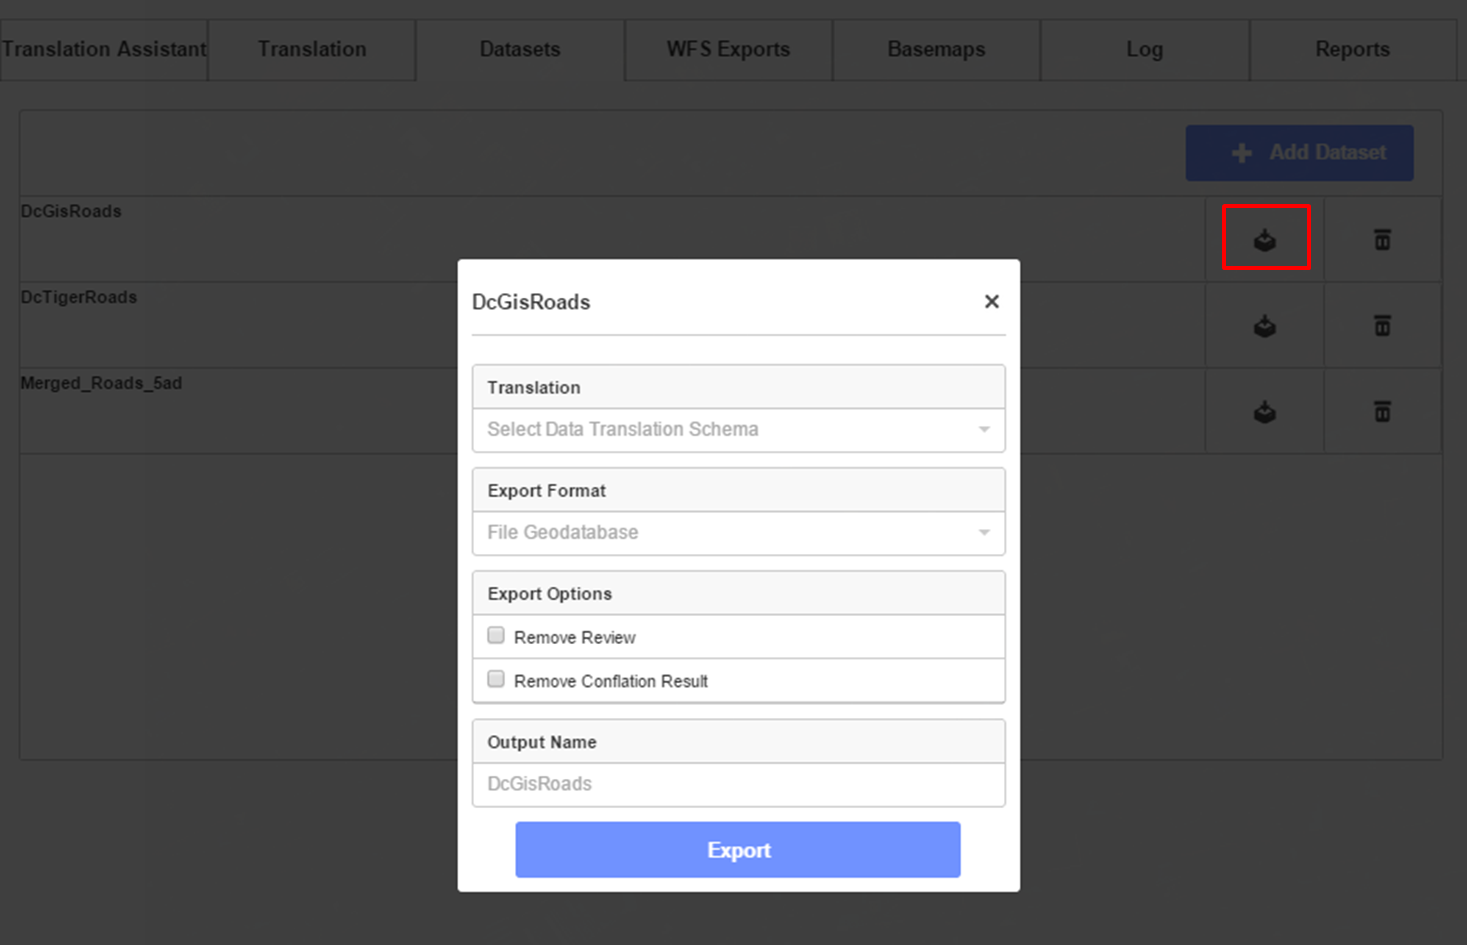 Translation Assistant
Translation
Datasets
WFS Exports
Basemaps
Log
Reports
Add Dataset
DcGisRoads
DcTigerRoads
Merged_Roads_5ad
DcGisRoads
Translation
Select Data Translation Schema
Export Format
File Geodatabase
Export Options
Remove Review
Remove Conflation Result
Output Name
DcGisRoads
Export